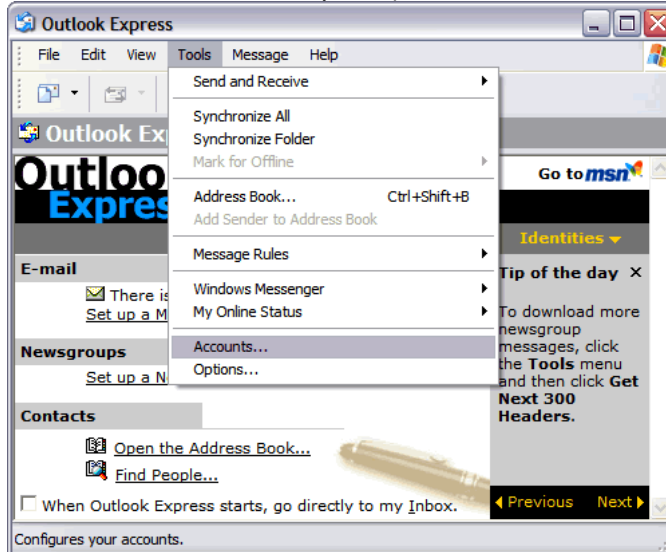 Outlook Express
File Edit View Tools Message Help
Send and Receive
Synchronize All
Synchronize Folder
Mark for Offline
Address Book... Ctrl+Shift+B
Add Sender to Address Book
Message Rules
Windows Messenger
My Online Status
Accounts...
Options...
Outlook Ex
Outloo
Expres
Go to msn
Identities
E-mail
There is
Set up a M
Newsgroups
Set up a N
Contacts
Open the Address Book...
Find People...
When Outlook Express starts, go directly to my Inbox.
Tip of the day X
To download more
newsgroup
messages, click
the Tools menu
and then click Get
Next 300
Headers.
Previous Next
Configures your accounts.